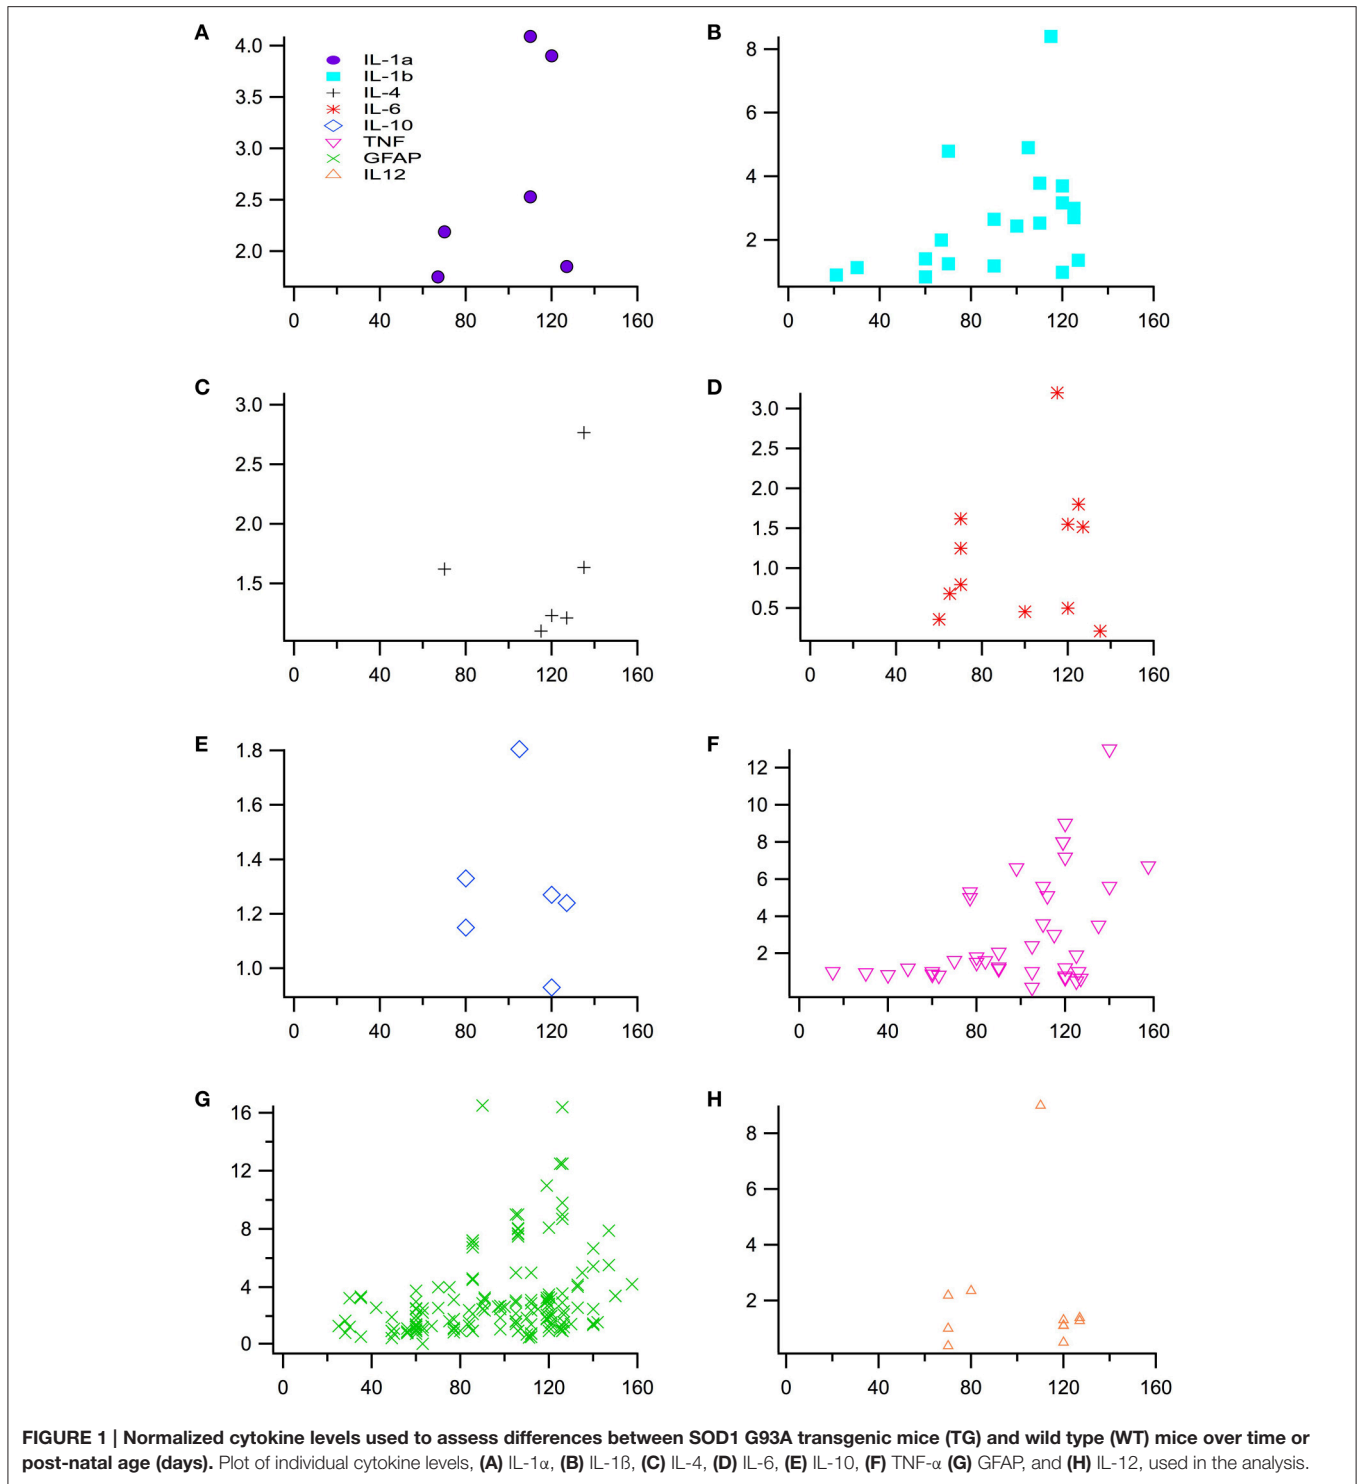 A
4.0
3.5
3.0
2.5
2.0
IL-1a
IL-1b
IL-4
IL-6
IL-10
TNF
GFAP
IL12
0 40 80 120 160
B
8
6
4
2
0 40 80 120 160
C
3.0
2.5
2.0
1.5
0 40 80 120 160
D
3.0
2.5
2.0
1.5
1.0
0.5
0 40 80 120 160
E
1.8
1.6
1.4
1.2
1.0
0 40 80 120 160
F
12
10
8
6
4
2
0 40 80 120 160
G
16
12
8
4
0
0 40 80 120 160
H
8
6
4
2
0 40 80 120 160
FIGURE 1 | Normalized cytokine levels used to assess differences between SOD1 G93A transgenic mice (TG) and wild type (WT) mice over time or
post-natal age (days). Plot of individual cytokine levels, (A) IL-1α, (B) IL-1ß, (C) IL-4, (D) IL-6, (E) IL-10, (F) TNF-α (G) GFAP, and (H) IL-12, used in the analysis.